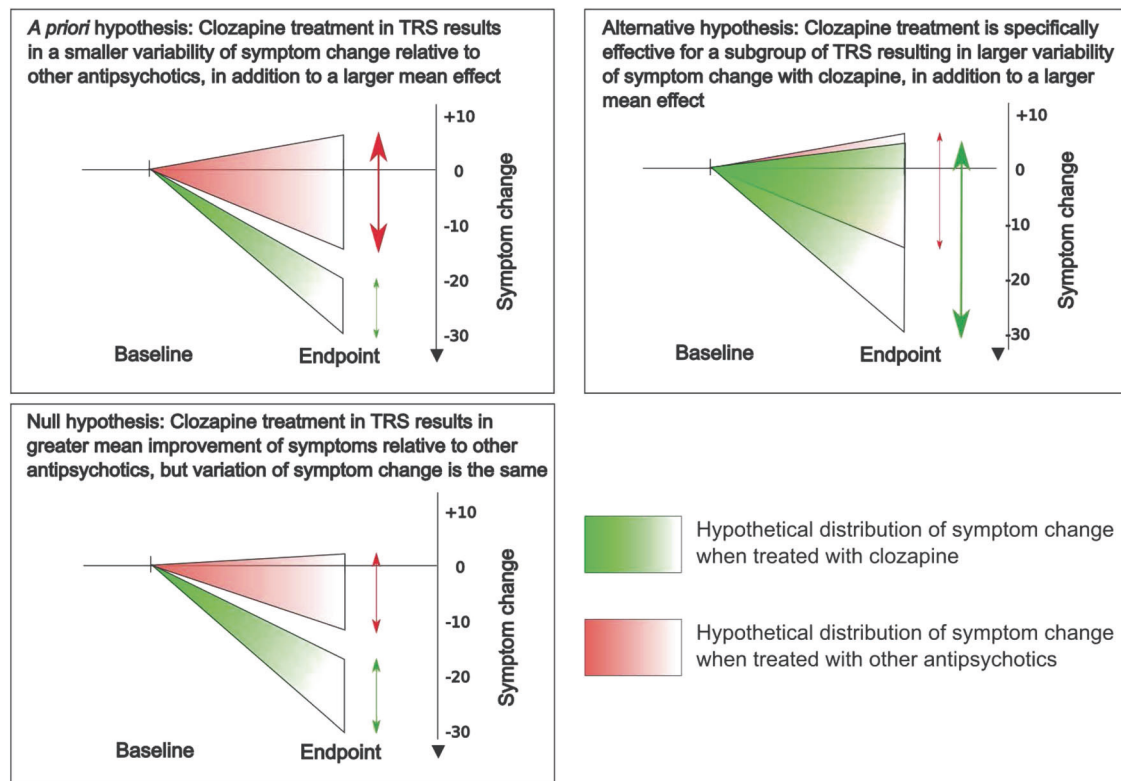 A priori hypothesis: Clozapine treatment in TRS results
in a smaller variability of symptom change relative to
other antipsychotics, in addition to a larger mean effect
+10
0
-10
-20
-30
Symptom change
Baseline
Endpoint
Alternative hypothesis: Clozapine treatment is specifically
effective for a subgroup of TRS resulting in larger variability
of symptom change with clozapine, in addition to a larger
mean effect
+10
0
-10
-20
-30
Symptom change
Baseline
Endpoint
Null hypothesis: Clozapine treatment in TRS results in
greater mean improvement of symptoms relative to other
antipsychotics, but variation of symptom change is the same
+10
0
-10
-20
-30
Symptom change
Baseline
Endpoint
Hypothetical distribution of symptom change
when treated with clozapine
Hypothetical distribution of symptom change
when treated with other antipsychotics